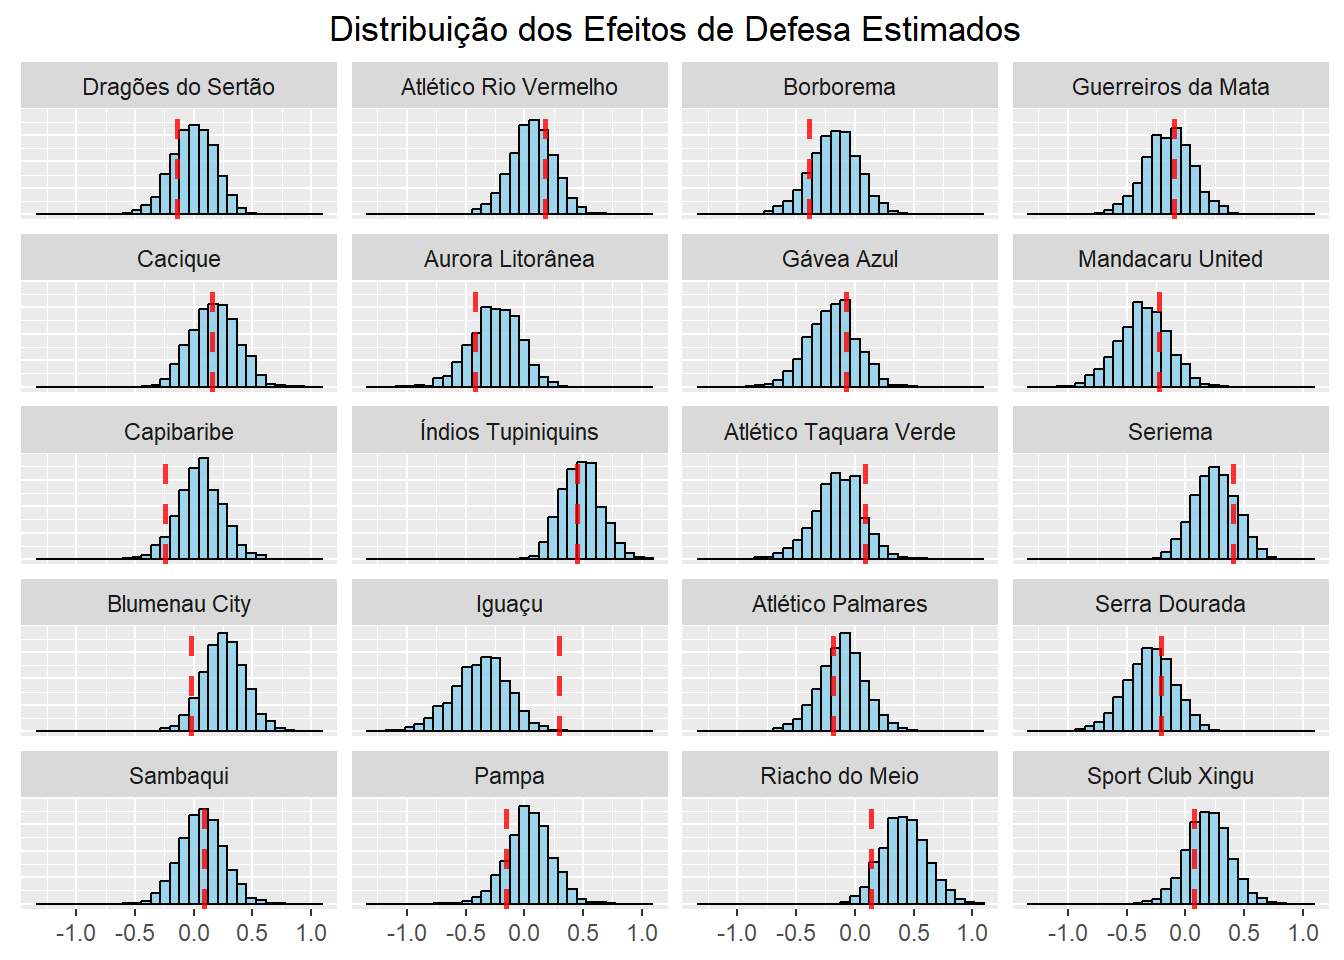 Distribuição dos Efeitos de Defesa Estimados
Dragões do Sertão
Atlético Rio Vermelho
Borborema
Guerreiros da Mata
Cacique
Aurora Litorânea
Gávea Azul
Mandacaru United
Capibaribe
Índios Tupiniquins
Atlético Taquara Verde
Seriema
Blumenau City
Iguaçu
Atlético Palmares
Serra Dourada
Sambaqui
Pampa
Riacho do Meio
Sport Club Xingu
-1.0 -0.5 0.0 0.5 1.0
-1.0 -0.5 0.0 0.5 1.0
-1.0 -0.5 0.0 0.5 1.0
-1.0 -0.5 0.0 0.5 1.0